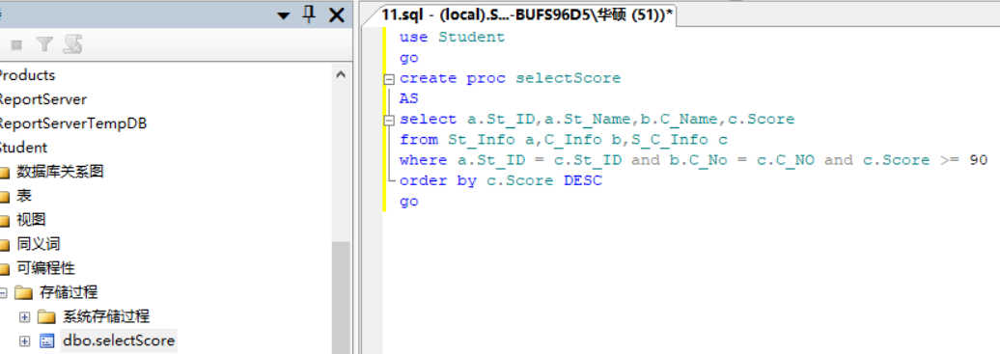 Products
ReportServer
ReportServerTempDB
Student
数据库关系图
表
视图
同义词
可编程性
存储过程
系统存储过程
dbo.selectScore
11.sql - (local).S...-BUFS96D5\华硕 (51))*
use Student
go
create proc selectScore
AS
select a.St_ID,a.St_Name,b.C_Name,c.Score
from St_Info a,C_Info b,S_C_Info c
where a.St_ID = c.St_ID and b.C_No = c.C_NO and c.Score >= 90
order by c.Score DESC
go